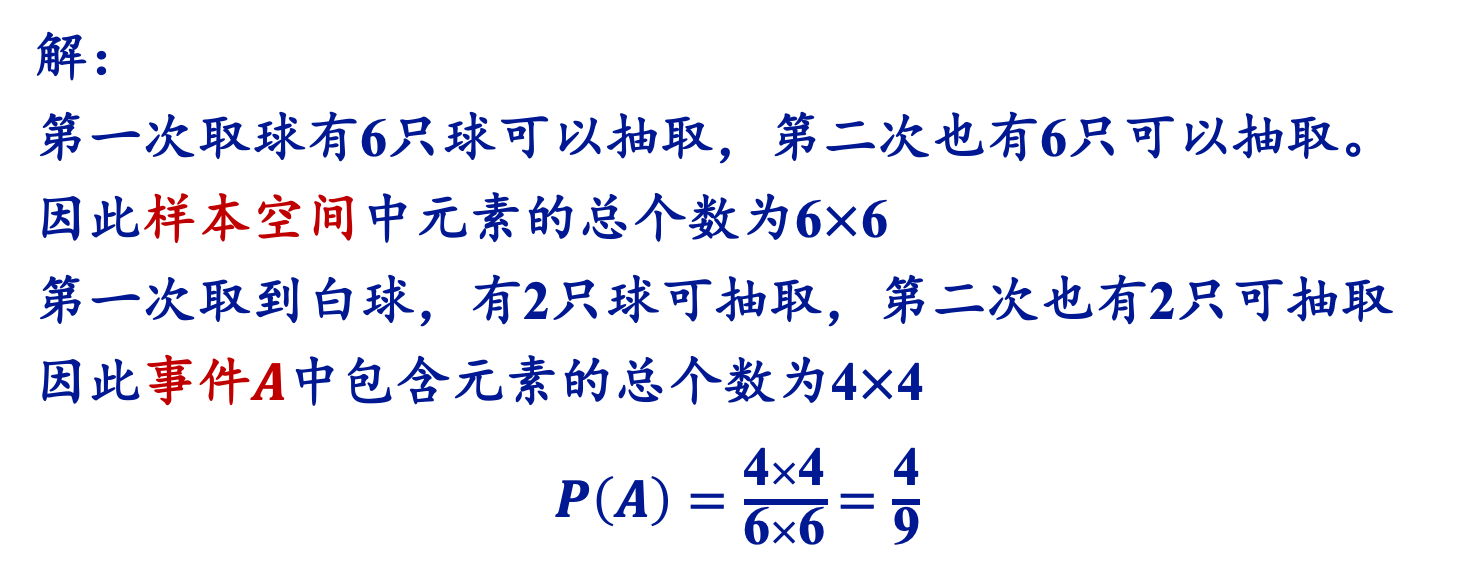 解：
第一次取球有6只球可以抽取，第二次也有6只可以抽取。
因此样本空间中元素的总个数为6×6
第一次取到白球，有2只球可抽取，第二次也有2只可抽取
因此事件A中包含元素的总个数为4×4
P(A) = 4×4/6×6 = 4/9